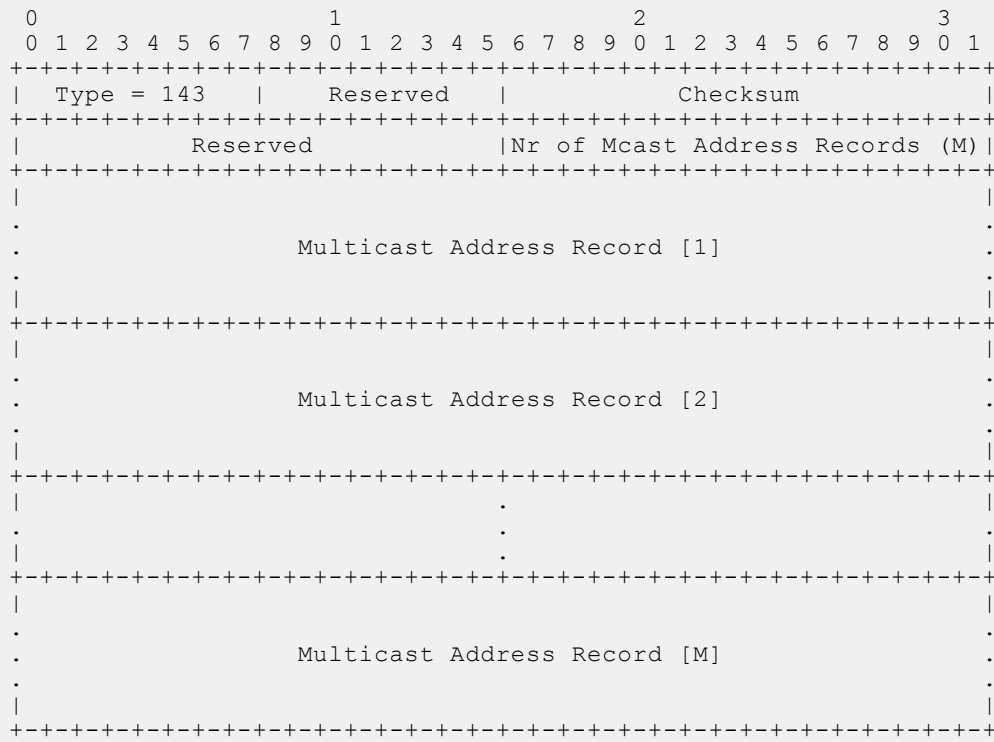 0                   1                   2                   3
 0 1 2 3 4 5 6 7 8 9 0 1 2 3 4 5 6 7 8 9 0 1 2 3 4 5 6 7 8 9 0 1
+-+-+-+-+-+-+-+-+-+-+-+-+-+-+-+-+-+-+-+-+-+-+-+-+-+-+-+-+-+-+-+-+
|  Type = 143    |    Reserved   |           Checksum            |
+-+-+-+-+-+-+-+-+-+-+-+-+-+-+-+-+-+-+-+-+-+-+-+-+-+-+-+-+-+-+-+-+
|           Reserved            |Nr of Mcast Address Records (M)|
+-+-+-+-+-+-+-+-+-+-+-+-+-+-+-+-+-+-+-+-+-+-+-+-+-+-+-+-+-+-+-+-+
|                                                               |
.                                                               .
.                  Multicast Address Record [1]                 .
.                                                               .
|                                                               |
+-+-+-+-+-+-+-+-+-+-+-+-+-+-+-+-+-+-+-+-+-+-+-+-+-+-+-+-+-+-+-+-+
|                                                               |
.                                                               .
.                  Multicast Address Record [2]                 .
.                                                               .
|                                                               |
+-+-+-+-+-+-+-+-+-+-+-+-+-+-+-+-+-+-+-+-+-+-+-+-+-+-+-+-+-+-+-+-+
|                               .                               |
.                               .                               .
|                               .                               |
+-+-+-+-+-+-+-+-+-+-+-+-+-+-+-+-+-+-+-+-+-+-+-+-+-+-+-+-+-+-+-+-+
|                                                               |
.                                                               .
.                  Multicast Address Record [M]                 .
.                                                               .
|                                                               |
+-+-+-+-+-+-+-+-+-+-+-+-+-+-+-+-+-+-+-+-+-+-+-+-+-+-+-+-+-+-+-+-+